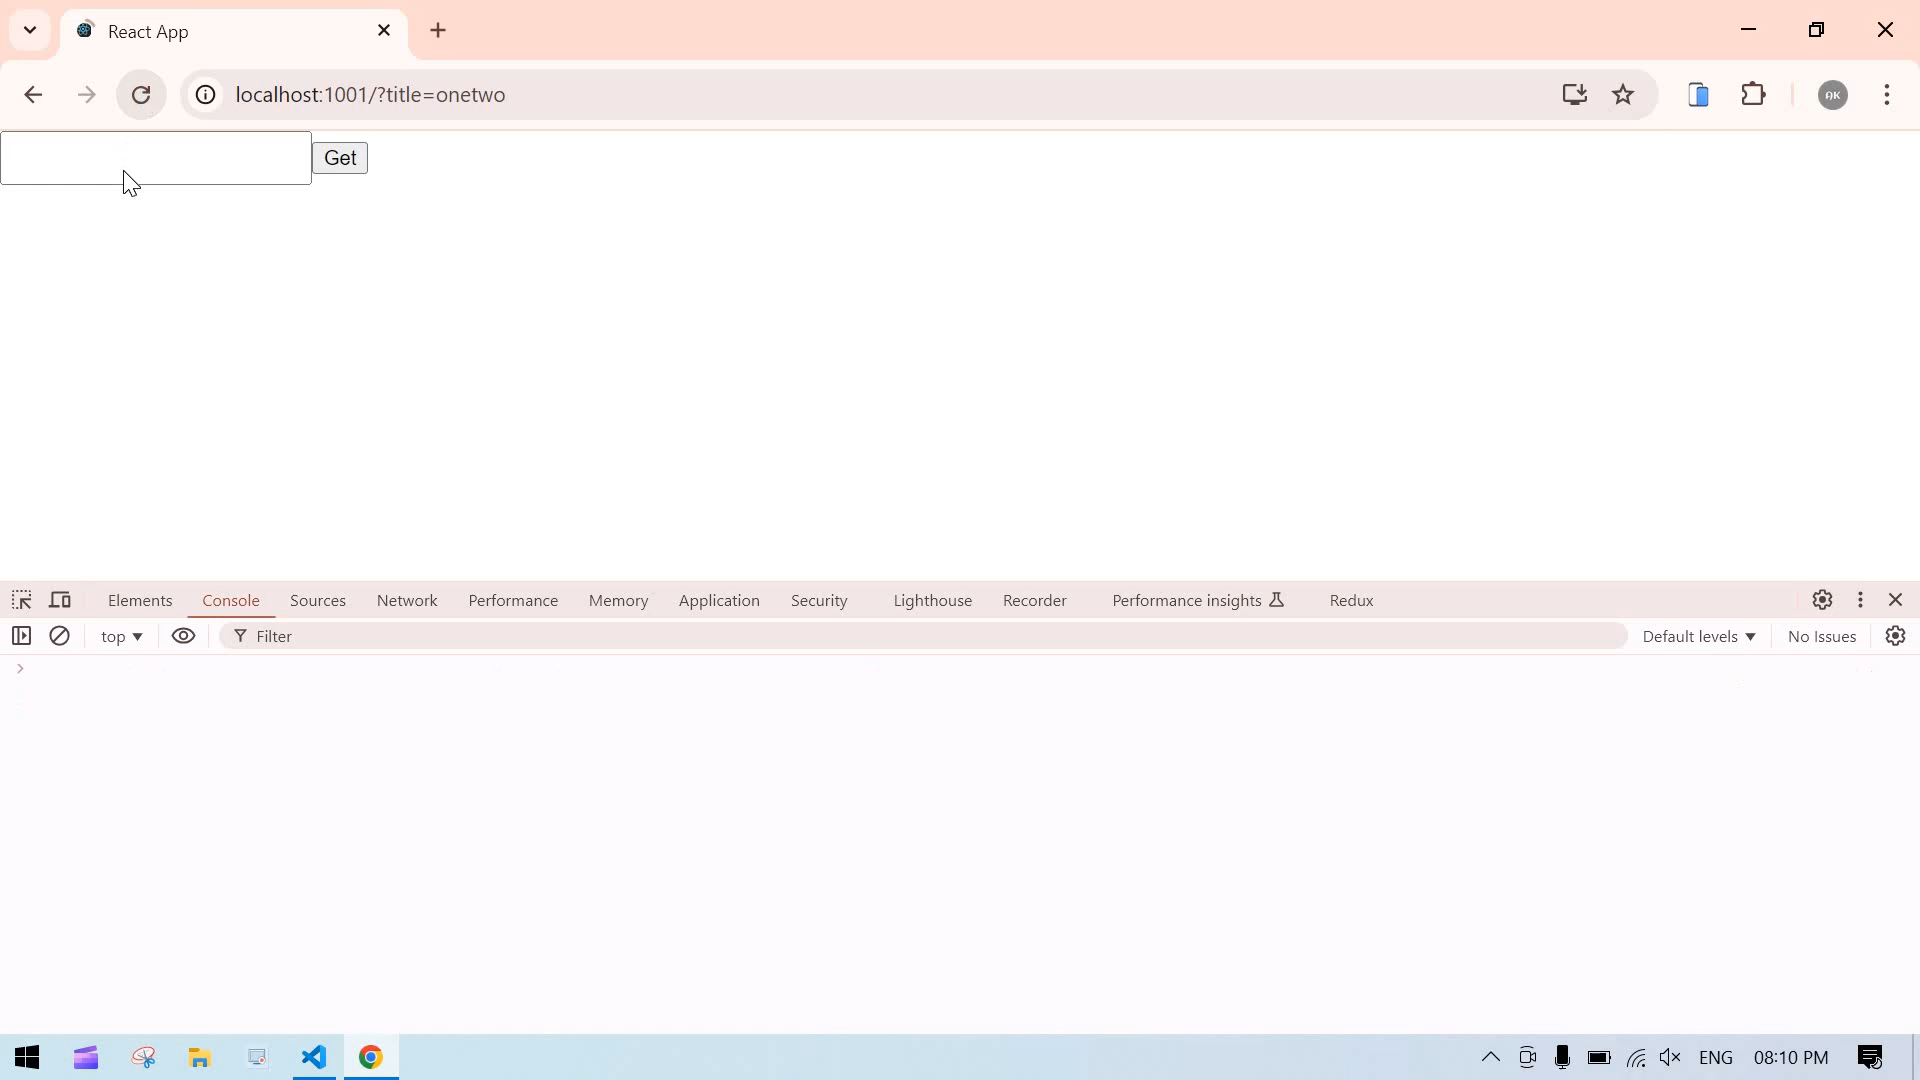 React App
localhost:1001/?title=onetwo
AK
Get
Elements Console Sources Network Performance Memory Application Security Lighthouse Recorder Performance insights Redux
top Filter Default levels No Issues
ENG 08:10 PM